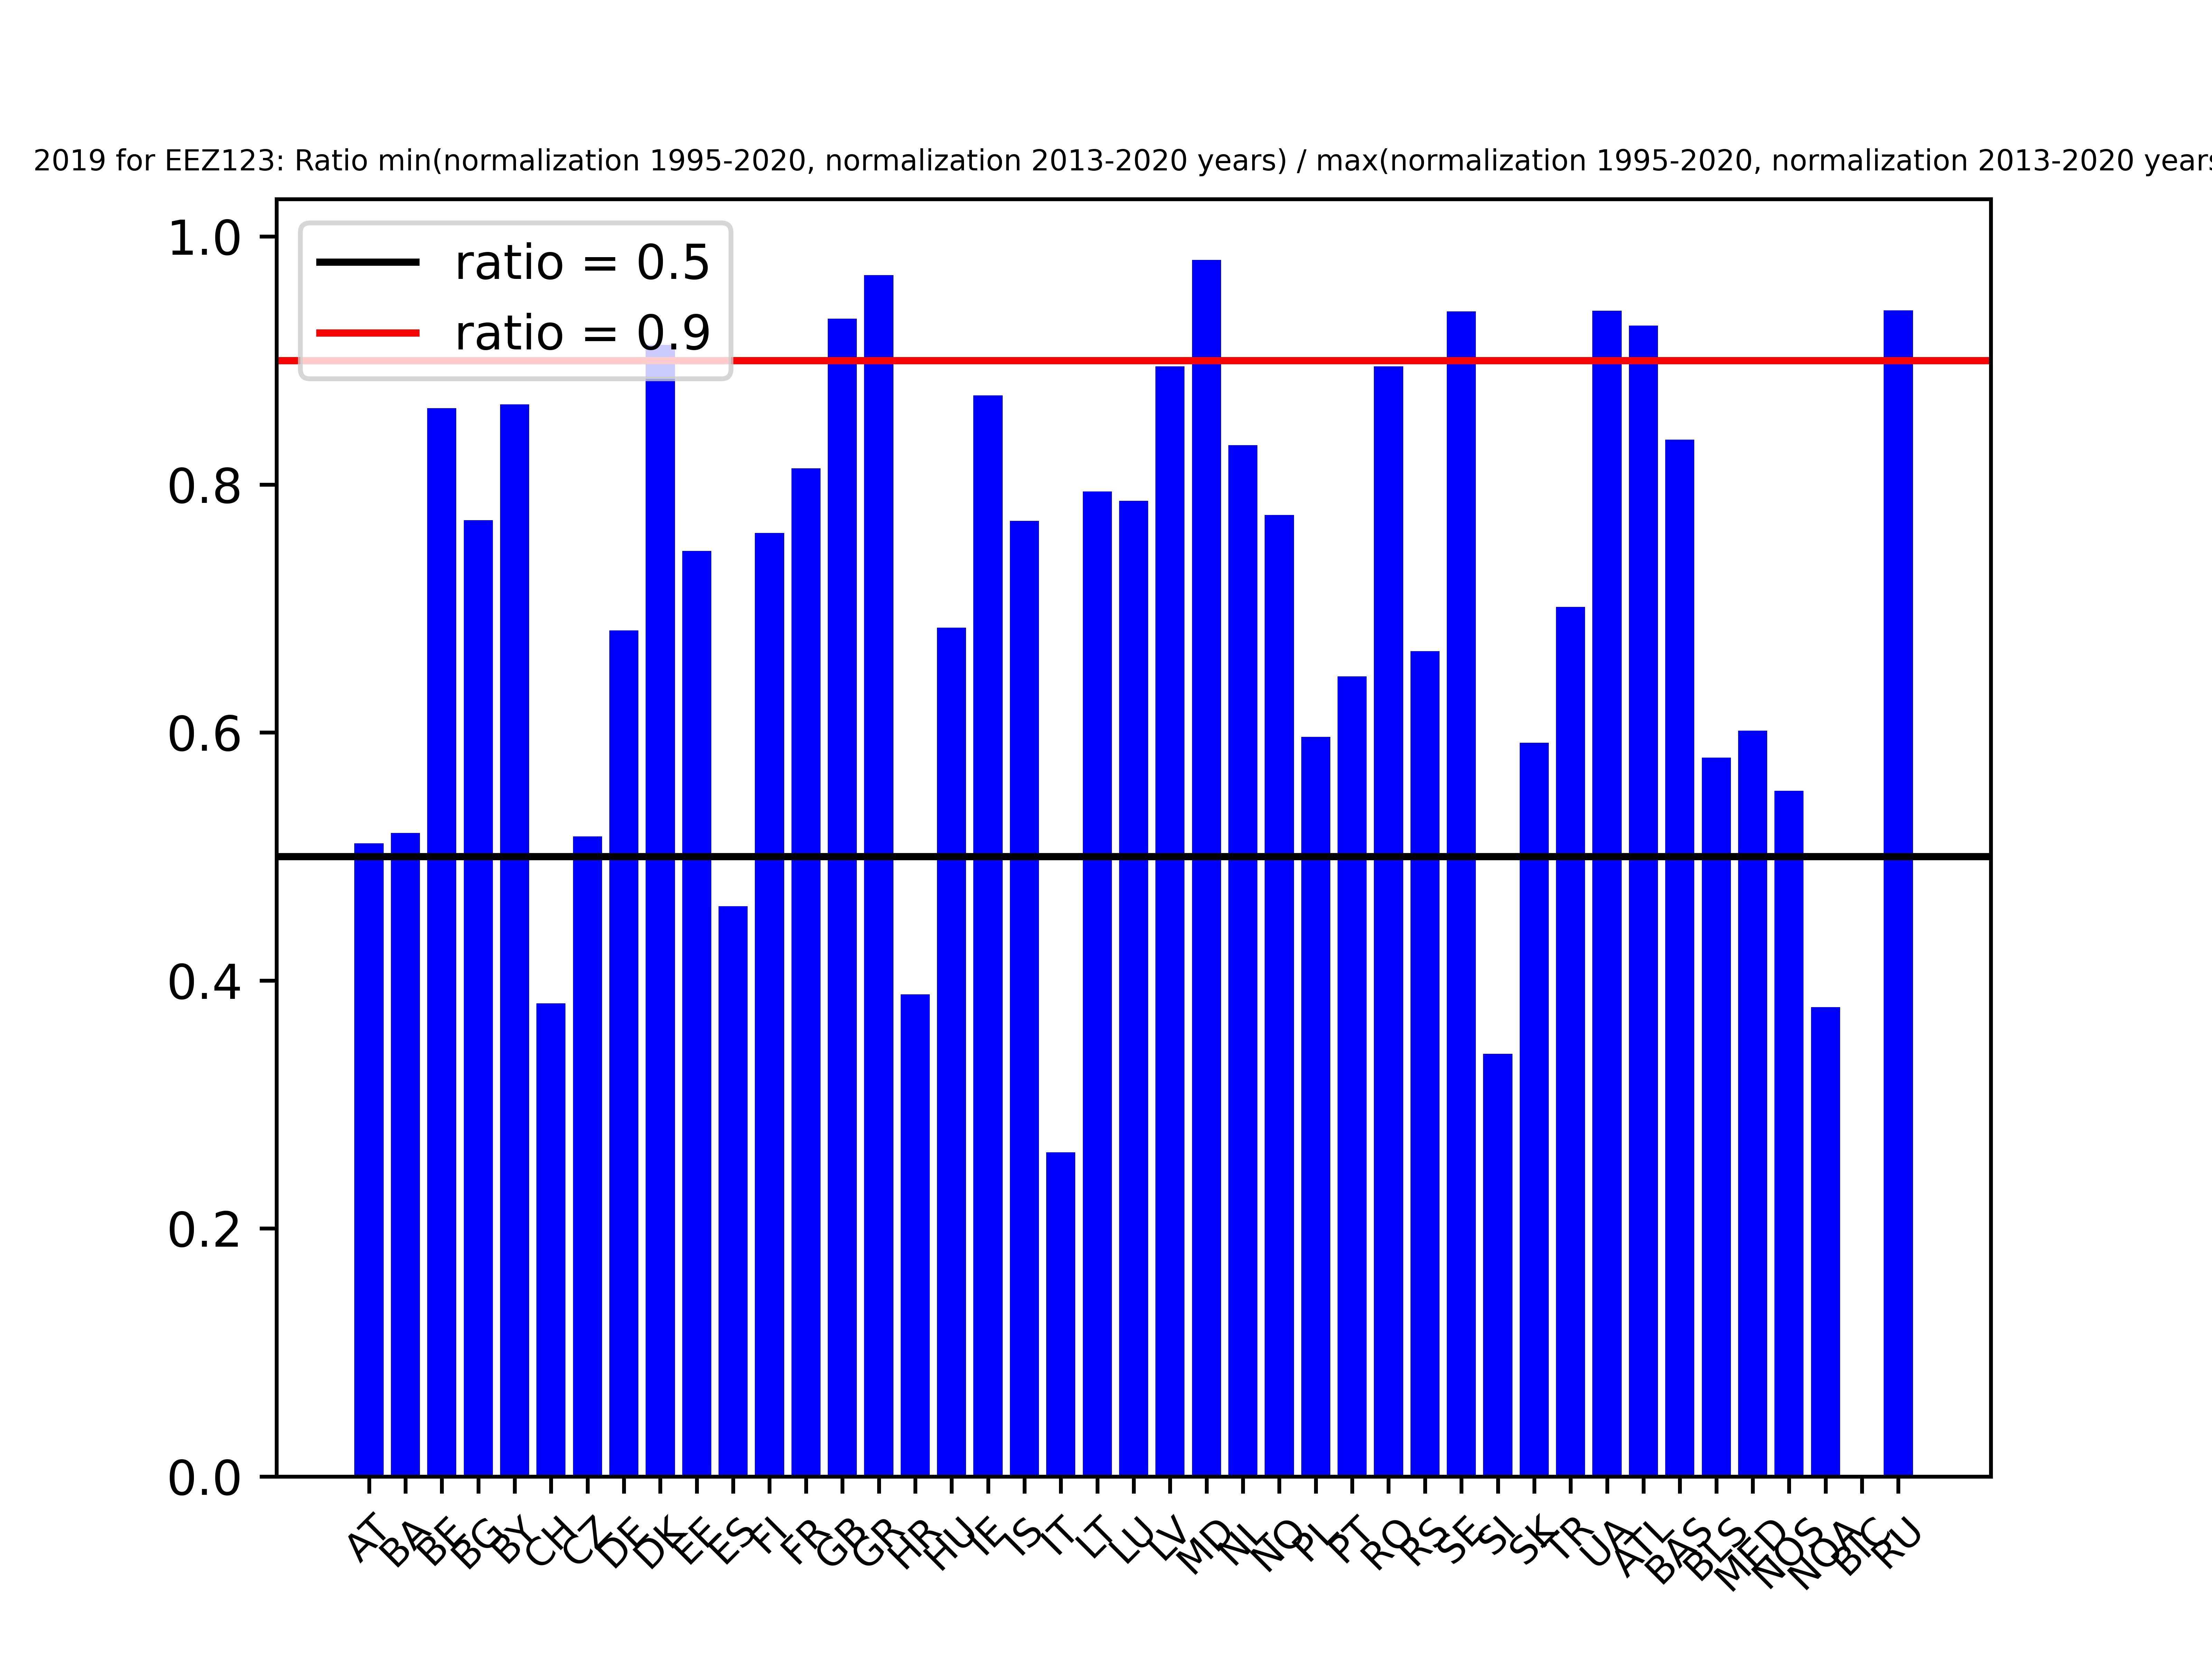 2019 for EEZ123: Ratio min(normalization 1995-2020, normalization 2013-2020 years) / max(normalization 1995-2020, normalization 2013-2020 years
ratio = 0.5
ratio = 0.9
1.0
0.8
0.6
0.4
0.2
0.0
AT BA BE BG BY CH CZ DE DK EE ES FI FR GB GR HR HU IE IS IT LT LU LV MD NL NO PL PT RO RS SE SI SK TR UA ATL BAS BLS MED NOS NOA BIC RU